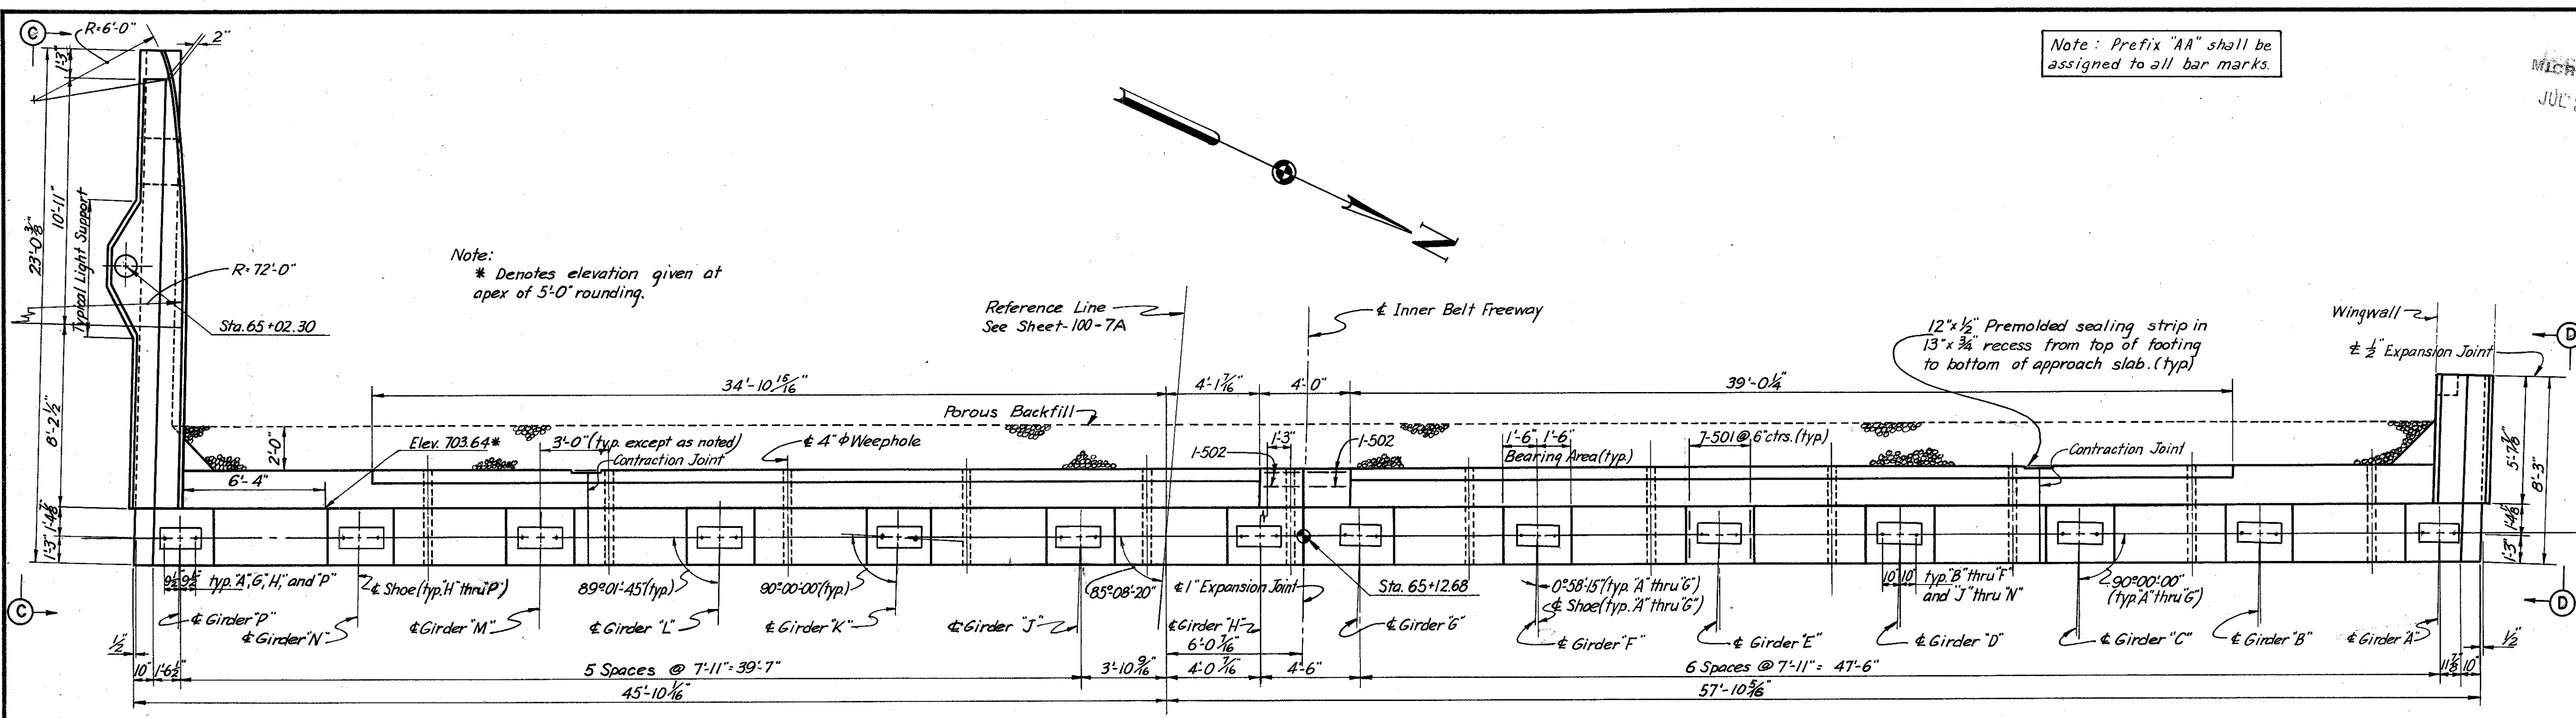 C
R=6'-0"
2"
Note: Prefix "AA" shall be
assigned to all bar marks.
JUL
1'-3"
10'-11"
23'-0 3/8"
Typical Light Support
R=72'-0"
Sta. 65+02.30
Note:
* Denotes elevation given at
apex of 5'-0" rounding.
N
Reference Line
See Sheet-100-7A
℄ Inner Belt Freeway
12"x 1/2" Premolded sealing strip in
13"x 3/4" recess from top of footing
to bottom of approach slab. (typ)
Wingwall
℄ 1/2" Expansion Joint
D
34'-10 15/16"
4'-1 7/16"
4'-0"
39'-0 1/4"
Porous Backfill
8'-2 1/2"
2'-0"
Elev. 703.64*
3'-0" (typ. except as noted)
Contraction Joint
℄ 4" Φ Weephole
1-502
1'-3"
1-502
1'-6" 1'-6"
Bearing Area (typ.)
7-501 @ 6" ctrs. (typ)
Contraction Joint
5'-7 7/8"
8'-3"
6'-4"
1'-4 7/8"
1'-3"
1'-4 7/8"
1'-3"
9 1/2" 9 1/2" typ. "A", G, "H", and "P"
℄ Shoe (typ. "H" thru "P")
89°01'-45" (typ.)
90°00'-00" (typ.)
85°08'-20"
℄ 1" Expansion Joint
Sta. 65+12.68
0°58'-15" (typ. "A" thru "G")
℄ Shoe (typ. "A" thru "G")
10" 10" typ. "B" thru "F"
and "J" thru "N"
90°00'00"
(typ. "A" thru "G")
C
D
℄ Girder "P"
℄ Girder "N"
℄ Girder "M"
℄ Girder "L"
℄ Girder "K"
℄ Girder "J"
℄ Girder "H"
℄ Girder "G"
℄ Girder "F"
℄ Girder "E"
℄ Girder "D"
℄ Girder "C"
℄ Girder "B"
℄ Girder "A"
1/2"
6'-0 7/16"
1/2"
10" 1'-6 1/2"
5 Spaces @ 7'-11" = 39'-7"
3'-10 9/16"
4'-0 7/16"
4'-6"
6 Spaces @ 7'-11" = 47'-6"
11 7/8" 10"
45'-10 1/16"
57'-10 5/16"